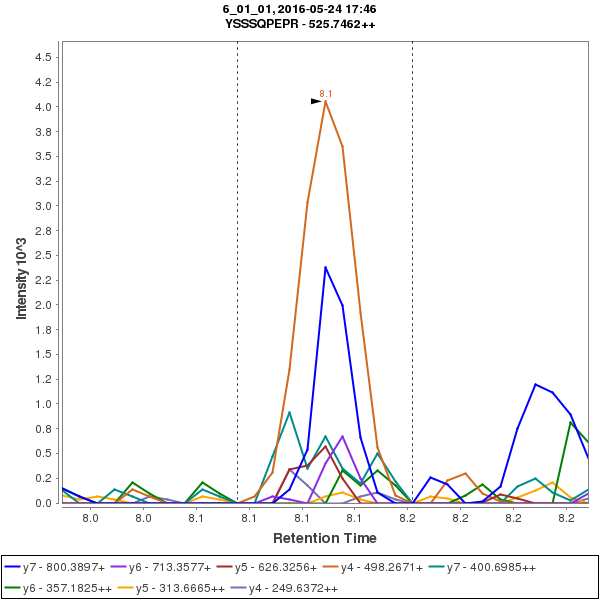 6_01_01, 2016-05-24 17:46
YSSSQPEPR - 525.7462++
8.1
Intensity 10^3
4.5
4.2
4.0
3.8
3.5
3.2
3.0
2.8
2.5
2.2
2.0
1.8
1.5
1.2
1.0
0.8
0.5
0.2
0.0
8.0 8.0 8.1 8.1 8.1 8.1 8.2 8.2 8.2 8.2
Retention Time
y7 - 800.3897+ y6 - 713.3577+ y5 - 626.3256+ y4 - 498.2671+ y7 - 400.6985++
y6 - 357.1825++ y5 - 313.6665++ y4 - 249.6372++